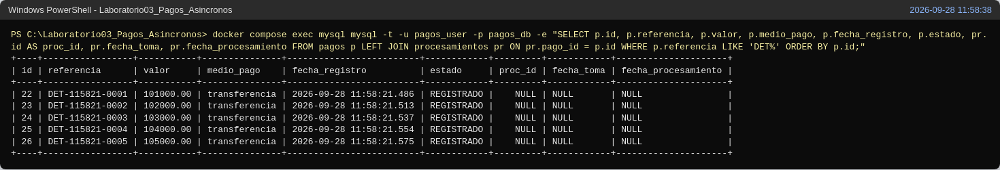 Windows PowerShell - Laboratorio03_Pagos_Asincronos
2026-09-28 11:58:38
PS C:\Laboratorio03_Pagos_Asincronos> docker compose exec mysql mysql -t -u pagos_user -p pagos_db -e "SELECT p.id, p.referencia, p.valor, p.medio_pago, p.fecha_registro, p.estado, pr.
id AS proc_id, pr.fecha_toma, pr.fecha_procesamiento FROM pagos p LEFT JOIN procesamientos pr ON pr.pago_id = p.id WHERE p.referencia LIKE 'DET%' ORDER BY p.id;"
+----+-----------------+-----------+---------------+-------------------------+------------+---------+-----------+---------------------+
| id | referencia      | valor     | medio_pago    | fecha_registro          | estado     | proc_id | fecha_toma | fecha_procesamiento |
+----+-----------------+-----------+---------------+-------------------------+------------+---------+-----------+---------------------+
| 22 | DET-115821-0001 | 101000.00 | transferencia | 2026-09-28 11:58:21.486 | REGISTRADO |    NULL | NULL       | NULL                |
| 23 | DET-115821-0002 | 102000.00 | transferencia | 2026-09-28 11:58:21.513 | REGISTRADO |    NULL | NULL       | NULL                |
| 24 | DET-115821-0003 | 103000.00 | transferencia | 2026-09-28 11:58:21.537 | REGISTRADO |    NULL | NULL       | NULL                |
| 25 | DET-115821-0004 | 104000.00 | transferencia | 2026-09-28 11:58:21.554 | REGISTRADO |    NULL | NULL       | NULL                |
| 26 | DET-115821-0005 | 105000.00 | transferencia | 2026-09-28 11:58:21.575 | REGISTRADO |    NULL | NULL       | NULL                |
+----+-----------------+-----------+---------------+-------------------------+------------+---------+-----------+---------------------+